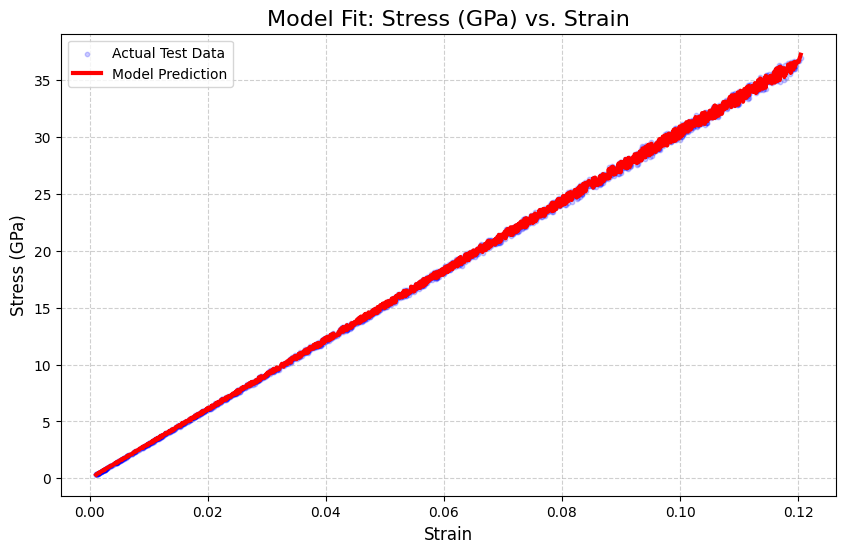 Model Fit: Stress (GPa) vs. Strain
Actual Test Data
Model Prediction
Stress (GPa)
35
30
25
20
15
10
5
0
0.00 0.02 0.04 0.06 0.08 0.10 0.12
Strain